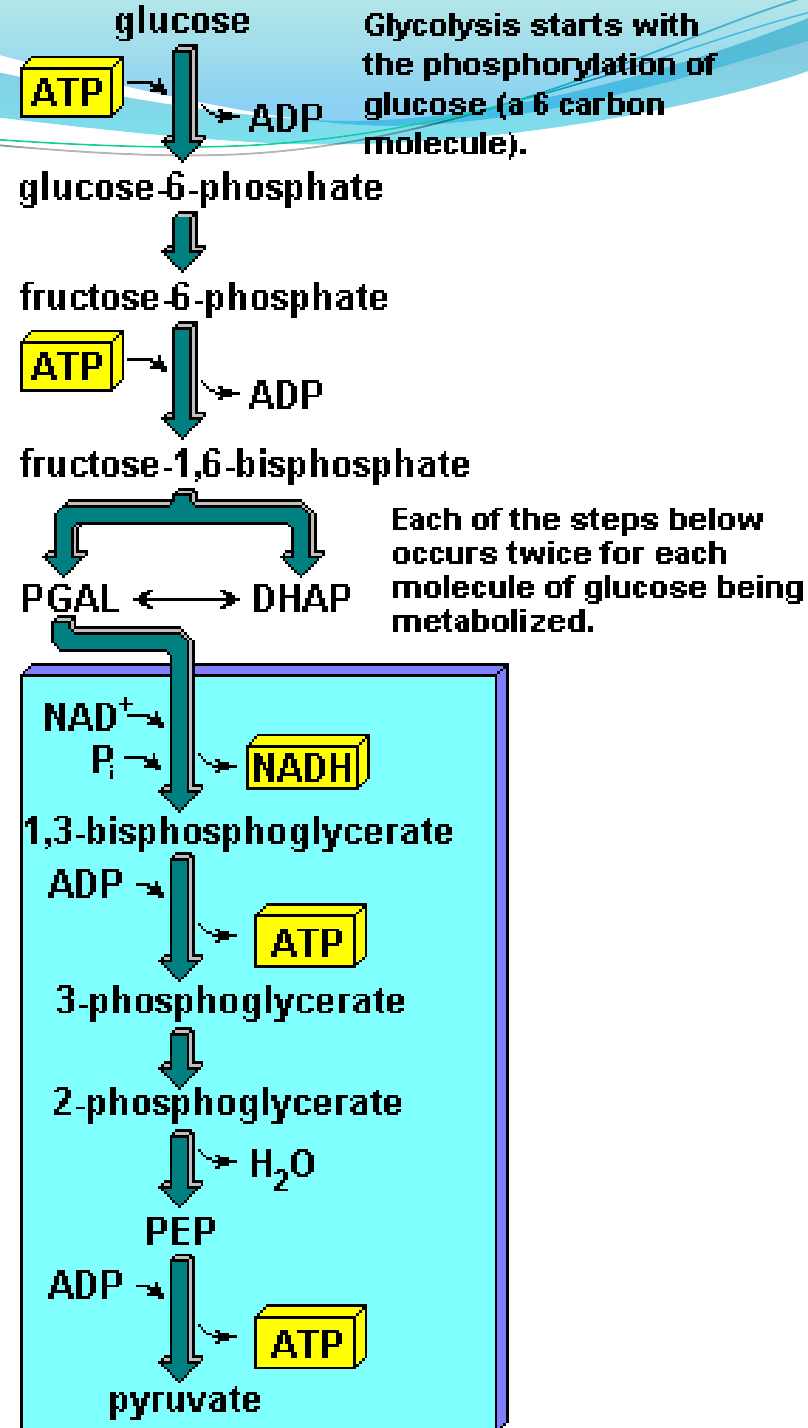 glucose
Glycolysis starts with
the phosphorylation of
glucose (a 6 carbon
molecule).
ATP
ADP
glucose-6-phosphate
fructose-6-phosphate
ATP
ADP
fructose-1,6-bisphosphate
Each of the steps below
occurs twice for each
molecule of glucose being
metabolized.
PGAL DHAP
NAD+
Pi
NADH
1,3-bisphosphoglycerate
ADP
ATP
3-phosphoglycerate
2-phosphoglycerate
H2O
PEP
ADP
ATP
pyruvate